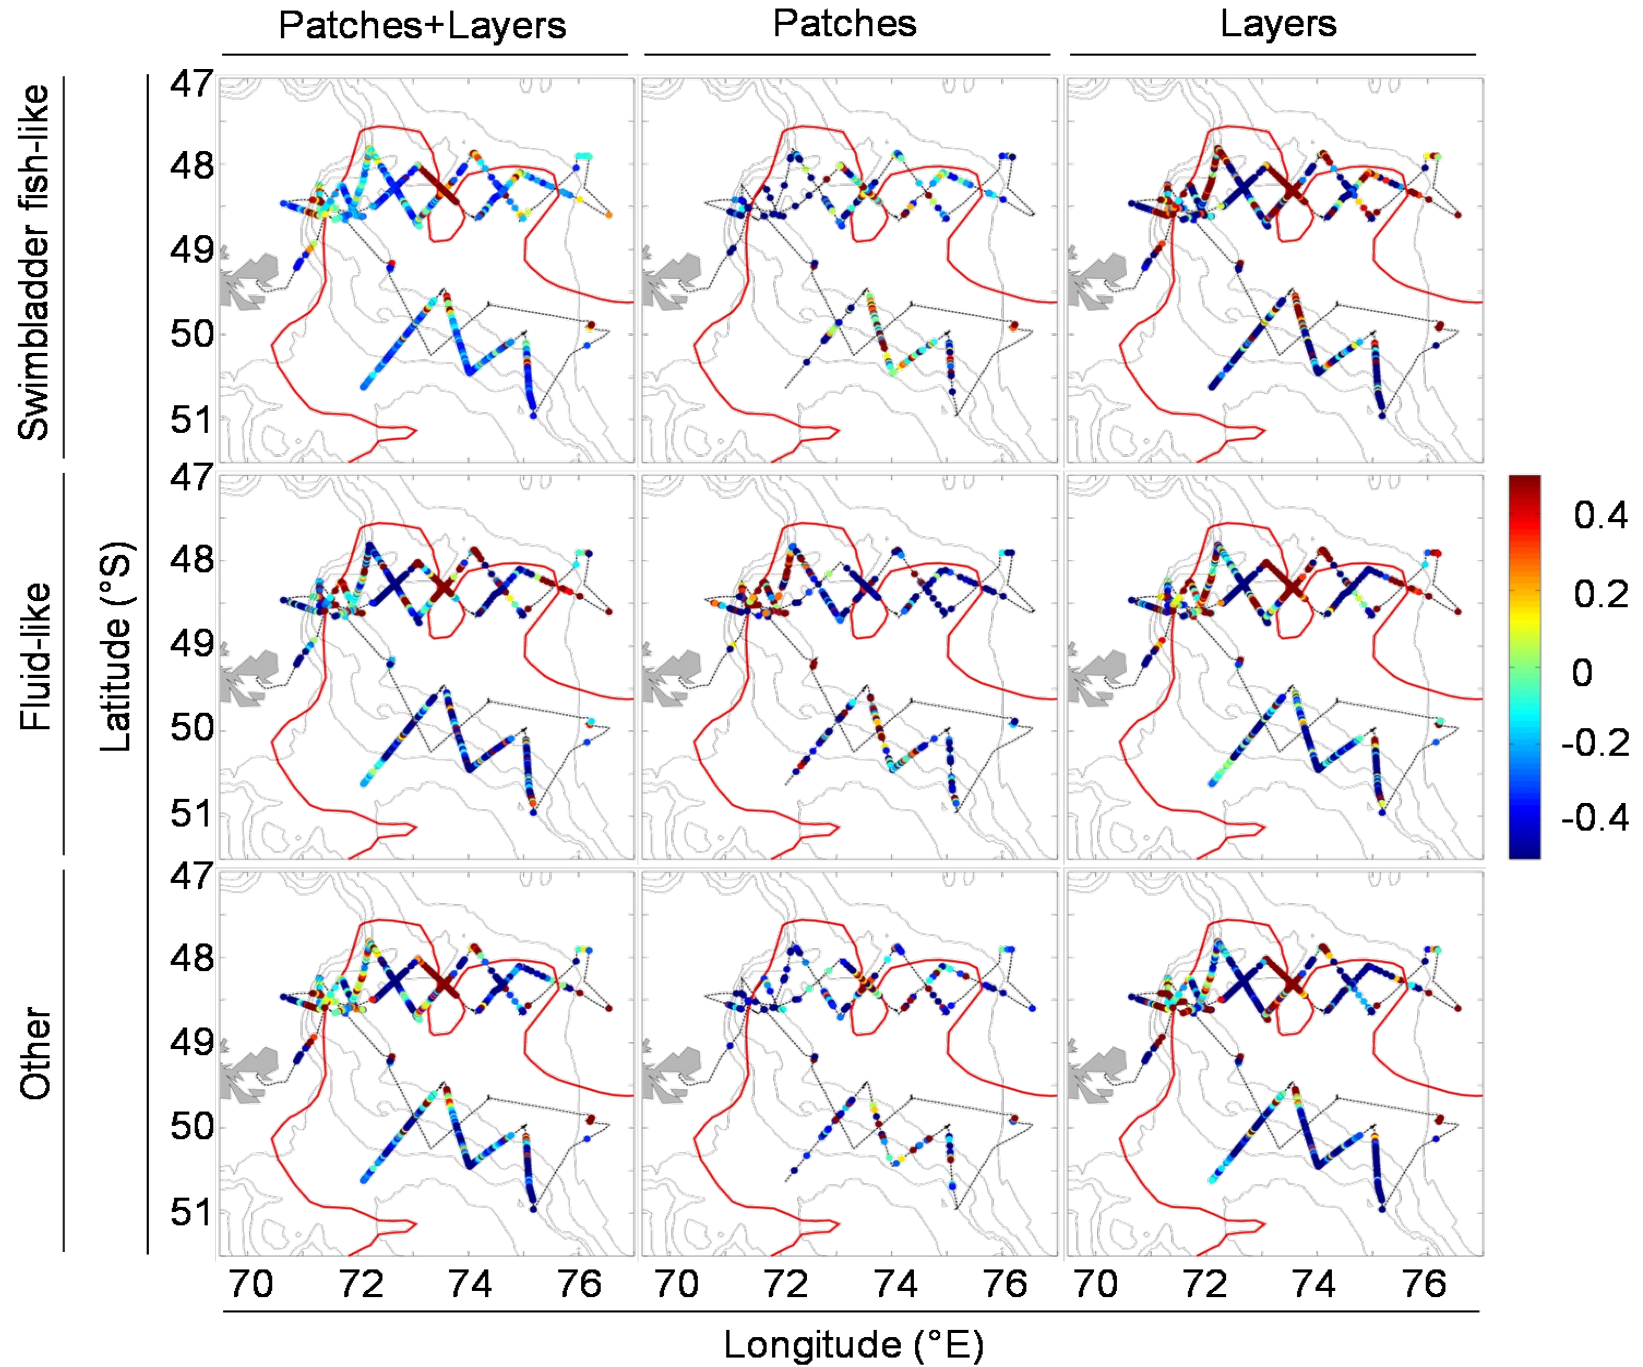 Patches+Layers Patches Layers
Swimbladder fish-like
Fluid-like
Other
Latitude (°S)
47
48
49
50
51
47
48
49
50
51
47
48
49
50
51
0.4
0.2
0
-0.2
-0.4
70 72 74 76 70 72 74 76 70 72 74 76
Longitude (°E)